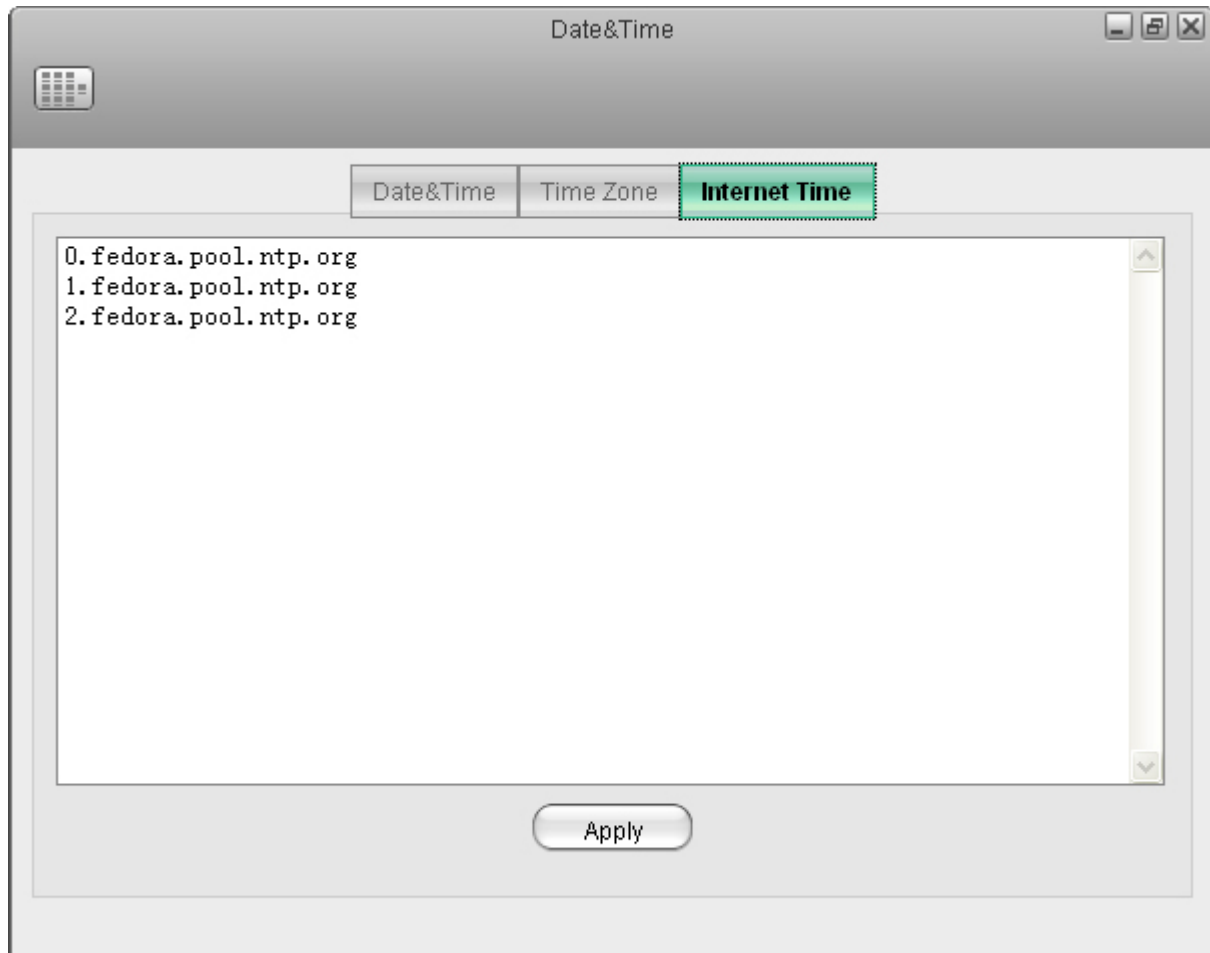 Date&Time
Date&Time
Time Zone
Internet Time
0.fedora.pool.ntp.org
1.fedora.pool.ntp.org
2.fedora.pool.ntp.org
Apply